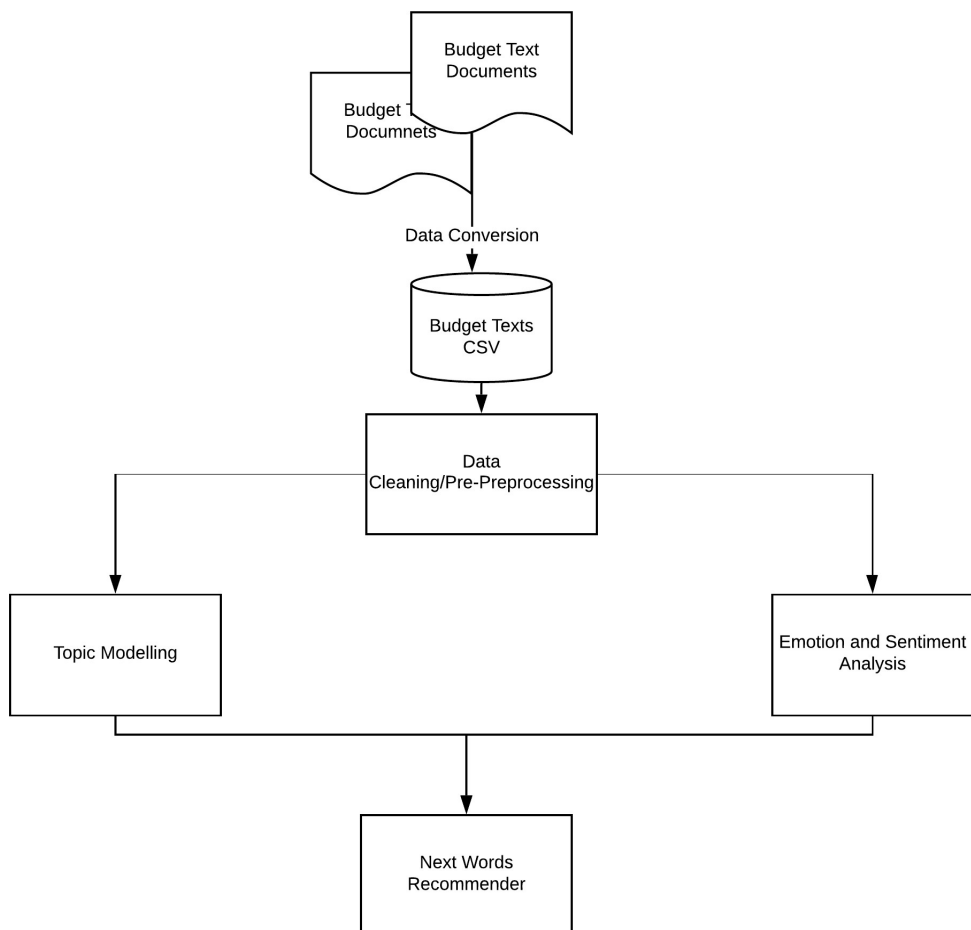 Budget Text
Documents
Budget T
Documnets
Data Conversion
Budget Texts
CSV
Data
Cleaning/Pre-Preprocessing
Topic Modelling
Emotion and Sentiment
Analysis
Next Words
Recommender